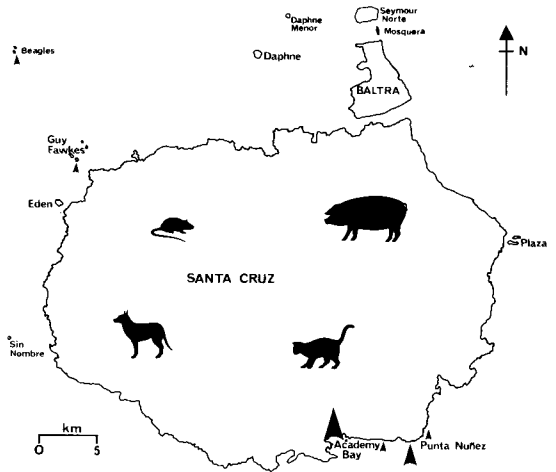 Seymour
Norte
Daphne
Menor
Mosquera
Beagles
N
Daphne
BALTRA
Guy
Fawkes
Eden
Plaza
SANTA CRUZ
Sin
Nombre
km
0 5
Academy
Bay
Punta Nuñez